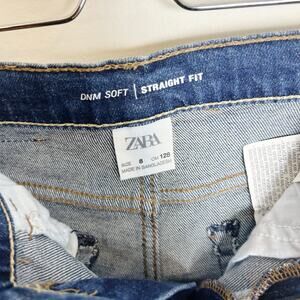 DNM SOFT | STRAIGHT FIT
ZARA
SIZE 8 CM 128
MADE IN BANGLADESH